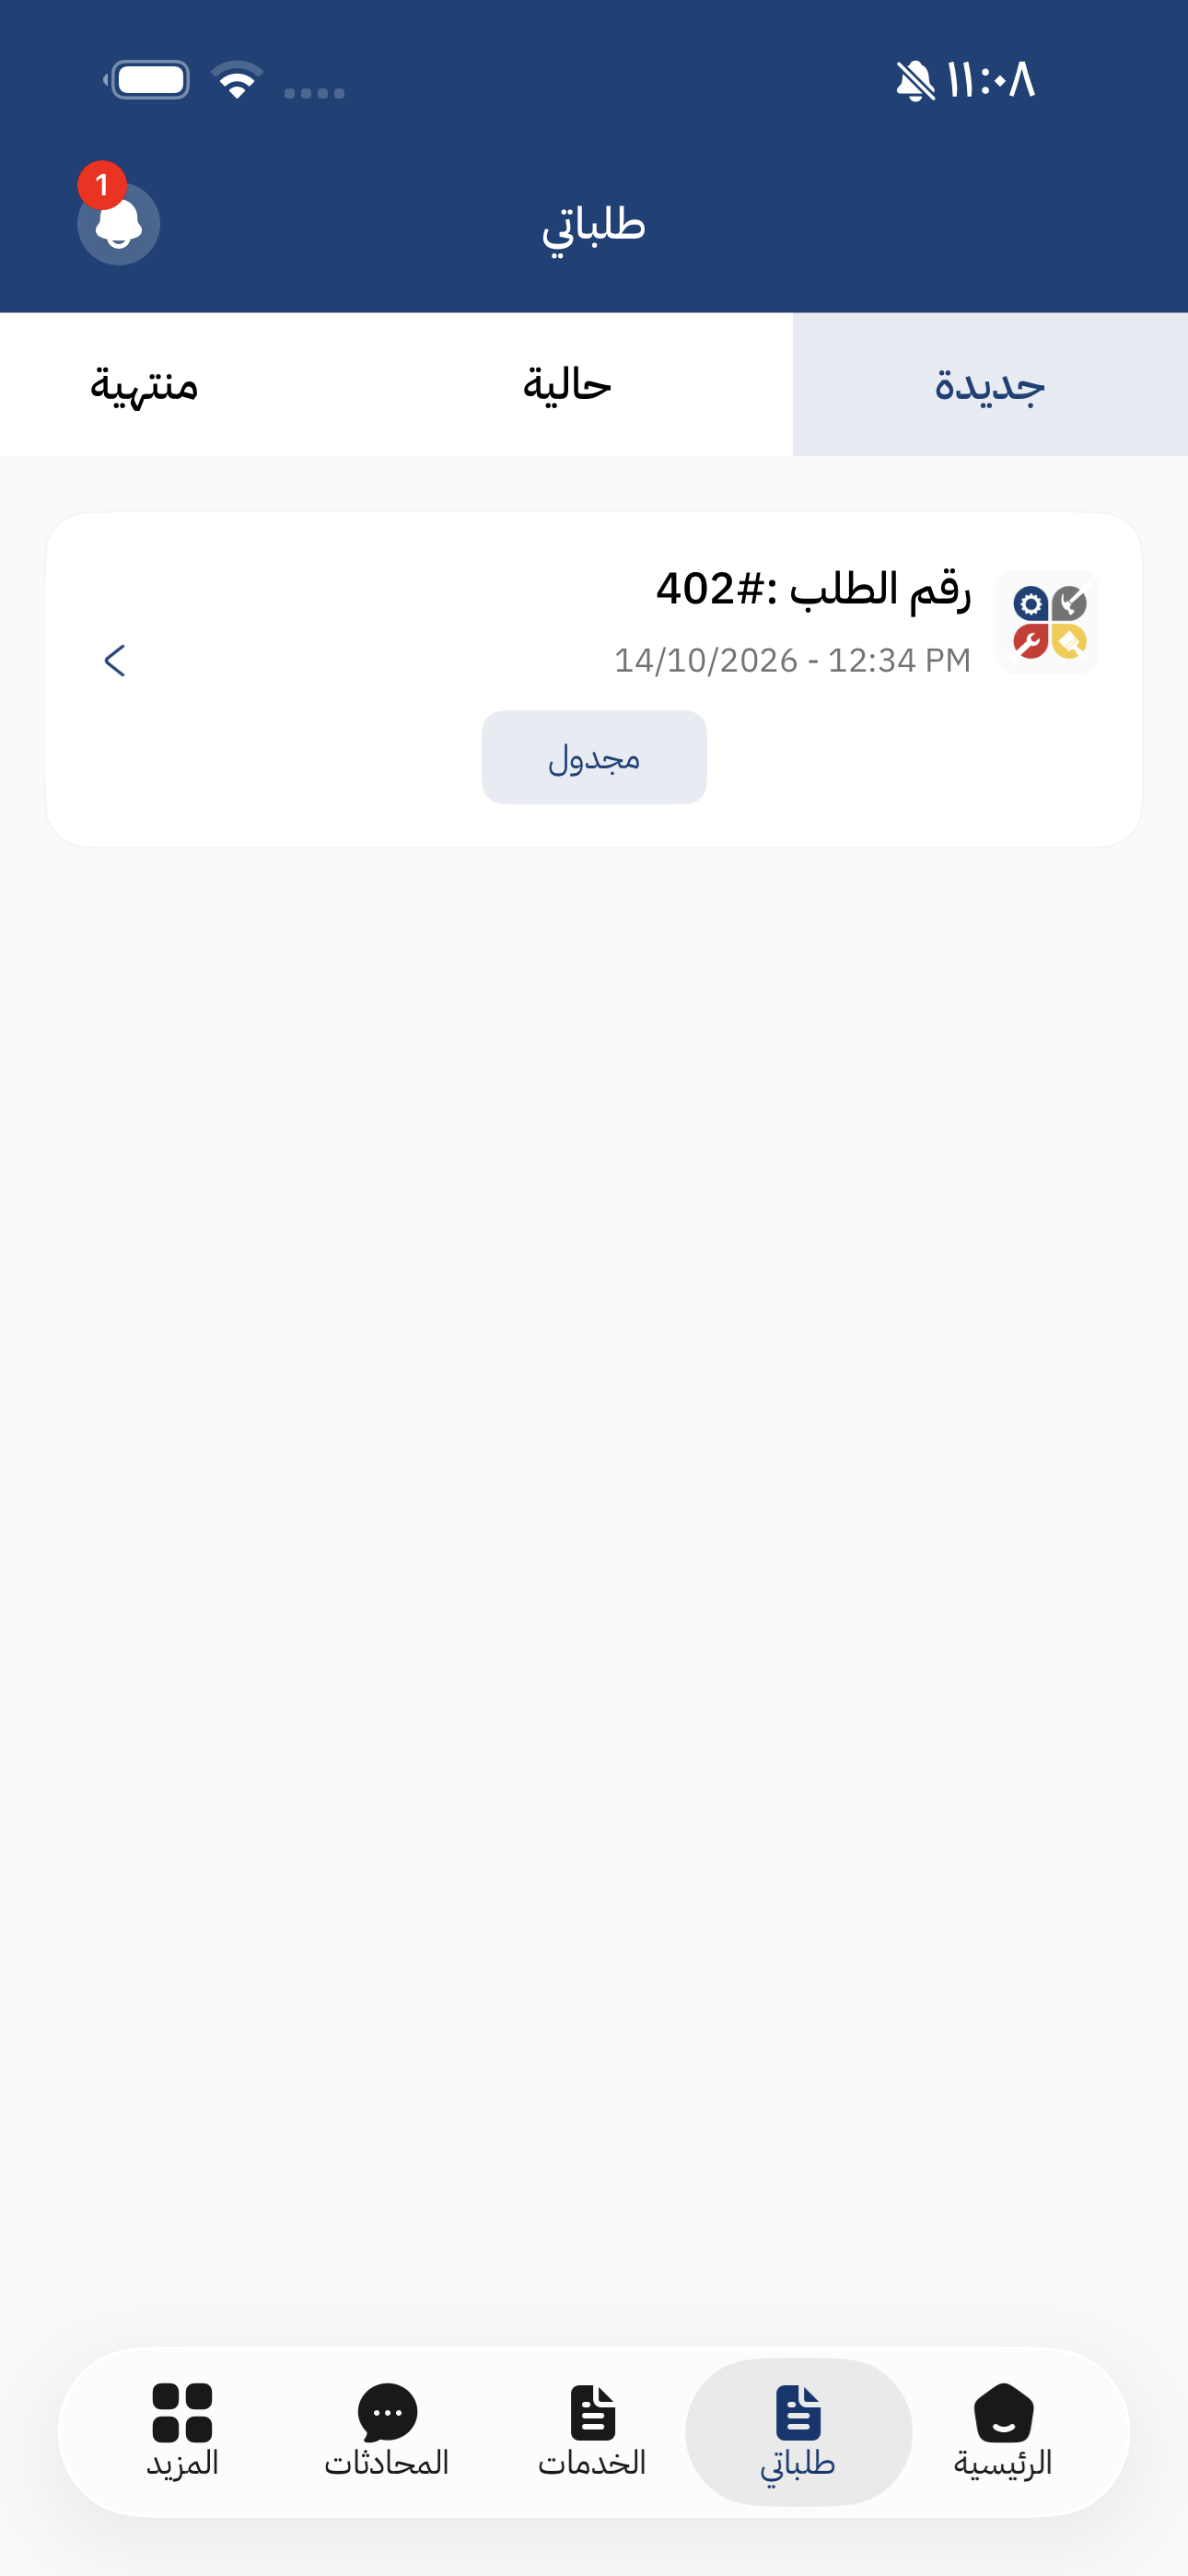 ١١:٠٨
1
طلباتي
جديدة
حالية
منتهية
رقم الطلب :#402
14/10/2026 - 12:34 PM
مجدول
الرئيسية
طلباتي
الخدمات
المحادثات
المزيد